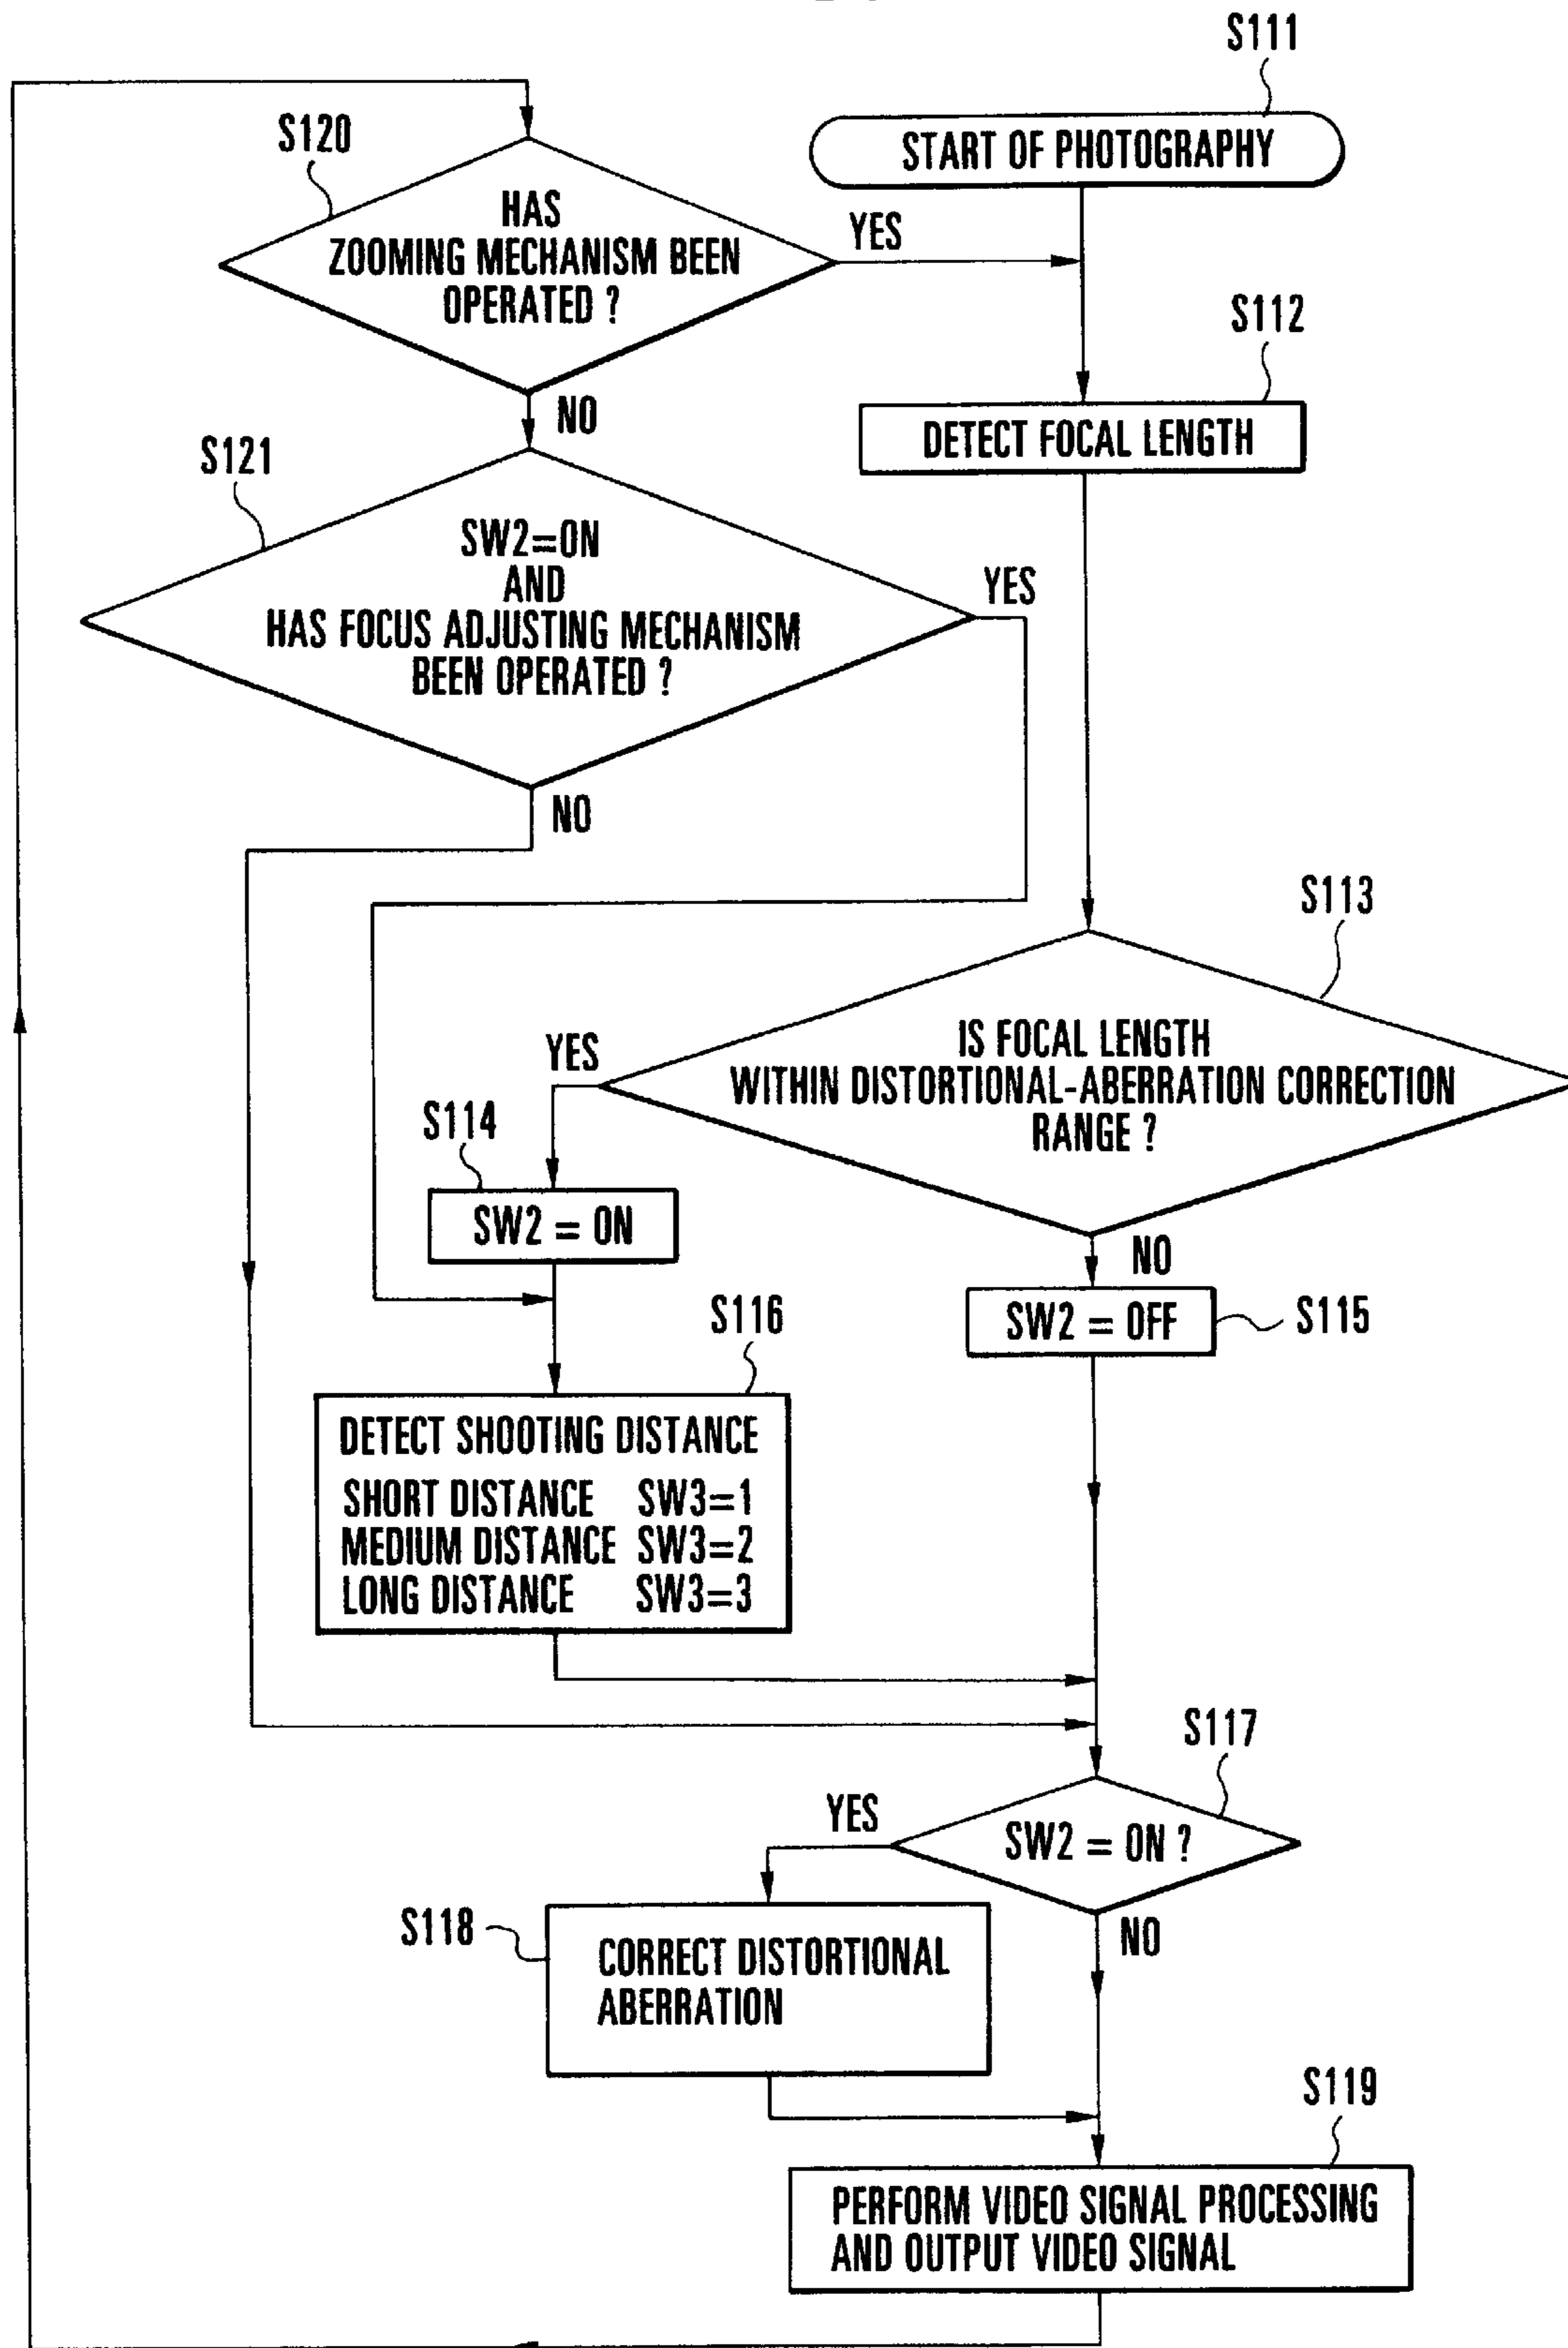 S111
START OF PHOTOGRAPHY
S120
HAS
ZOOMING MECHANISM BEEN
OPERATED ?
YES
NO
S112
DETECT FOCAL LENGTH
S121
SW2=ON
AND
HAS FOCUS ADJUSTING MECHANISM
BEEN OPERATED ?
YES
NO
S113
IS FOCAL LENGTH
WITHIN DISTORTIONAL-ABERRATION CORRECTION
RANGE ?
YES
NO
S114
SW2 = ON
SW2 = OFF
S115
S116
DETECT SHOOTING DISTANCE
SHORT DISTANCE SW3=1
MEDIUM DISTANCE SW3=2
LONG DISTANCE SW3=3
S117
SW2 = ON ?
YES
NO
S118
CORRECT DISTORTIONAL
ABERRATION
S119
PERFORM VIDEO SIGNAL PROCESSING
AND OUTPUT VIDEO SIGNAL